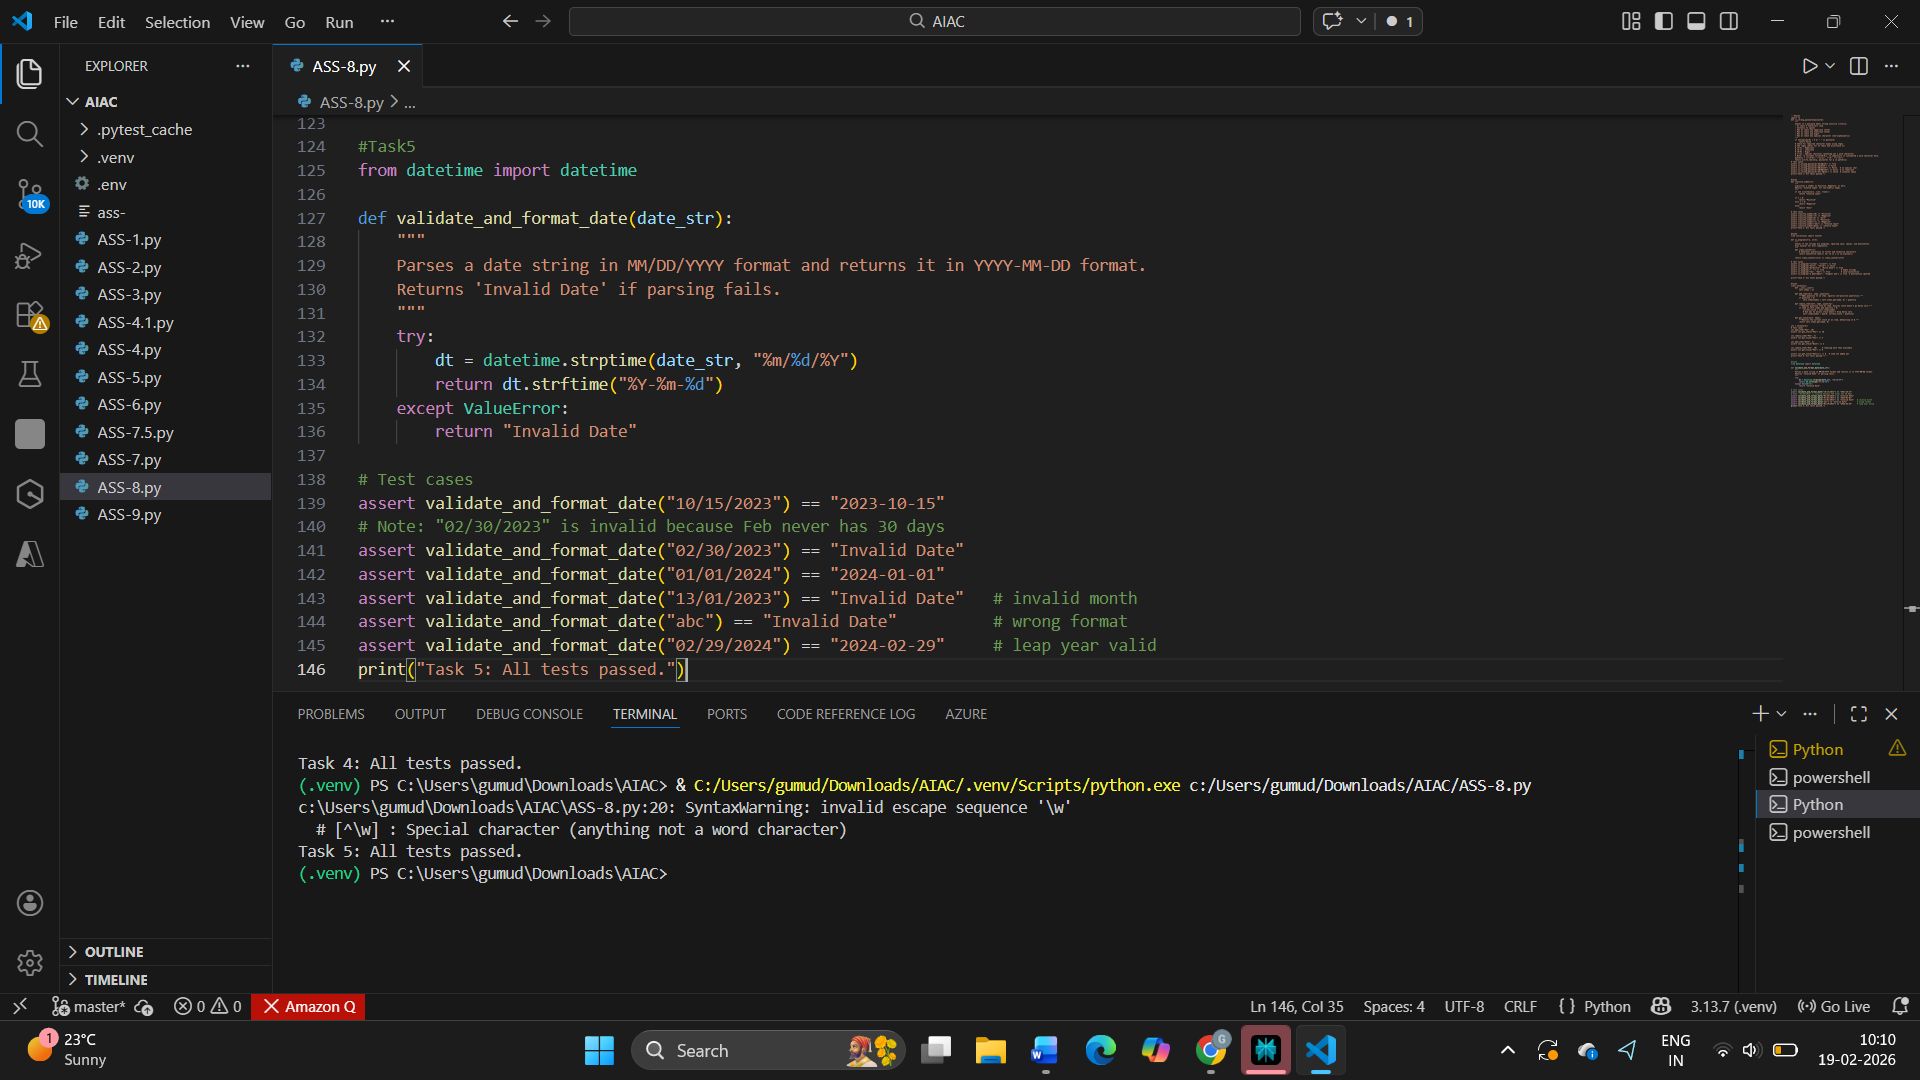 File Edit Selection View Go Run ...
AIAC
1
EXPLORER
AIAC
.pytest_cache
.venv
.env
ass-
ASS-1.py
ASS-2.py
ASS-3.py
ASS-4.1.py
ASS-4.py
ASS-5.py
ASS-6.py
ASS-7.5.py
ASS-7.py
ASS-8.py
ASS-9.py
OUTLINE
TIMELINE
10K
ASS-8.py
ASS-8.py > ...
123
124 #Task5
125 from datetime import datetime
126
127 def validate_and_format_date(date_str):
128     """
129     Parses a date string in MM/DD/YYYY format and returns it in YYYY-MM-DD format.
130     Returns 'Invalid Date' if parsing fails.
131     """
132     try:
133         dt = datetime.strptime(date_str, "%m/%d/%Y")
134         return dt.strftime("%Y-%m-%d")
135     except ValueError:
136         return "Invalid Date"
137
138 # Test cases
139 assert validate_and_format_date("10/15/2023") == "2023-10-15"
140 # Note: "02/30/2023" is invalid because Feb never has 30 days
141 assert validate_and_format_date("02/30/2023") == "Invalid Date"
142 assert validate_and_format_date("01/01/2024") == "2024-01-01"
143 assert validate_and_format_date("13/01/2023") == "Invalid Date"   # invalid month
144 assert validate_and_format_date("abc") == "Invalid Date"          # wrong format
145 assert validate_and_format_date("02/29/2024") == "2024-02-29"     # leap year valid
146 print("Task 5: All tests passed.")
PROBLEMS OUTPUT DEBUG CONSOLE TERMINAL PORTS CODE REFERENCE LOG AZURE
Task 4: All tests passed.
(.venv) PS C:\Users\gumud\Downloads\AIAC> & C:/Users/gumud/Downloads/AIAC/.venv/Scripts/python.exe c:/Users/gumud/Downloads/AIAC/ASS-8.py
c:\Users\gumud\Downloads\AIAC\ASS-8.py:20: SyntaxWarning: invalid escape sequence '\w'
  # [^\w] : Special character (anything not a word character)
Task 5: All tests passed.
(.venv) PS C:\Users\gumud\Downloads\AIAC>
Python
powershell
Python
powershell
master* 0 0 Amazon Q
Ln 146, Col 35 Spaces: 4 UTF-8 CRLF {} Python 3.13.7 (.venv) Go Live
1
23°C
Sunny
Search
G
ENG
IN
10:10
19-02-2026